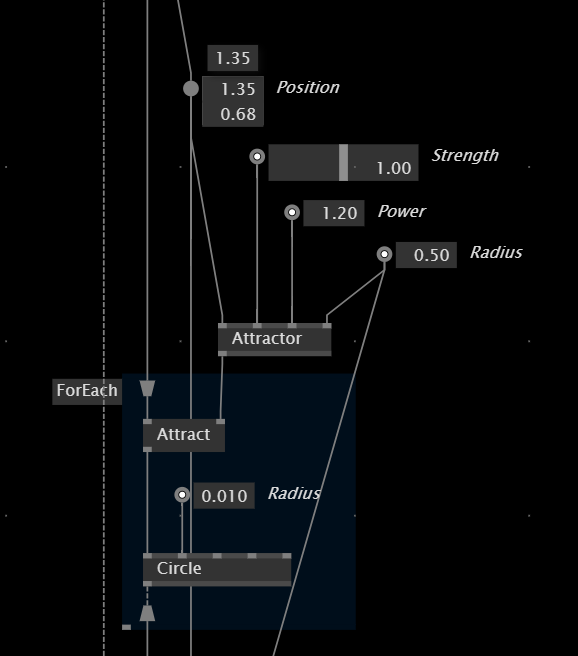 1.35
1.35
Position
0.68
Strength
1.00
1.20
Power
0.50
Radius
Attractor
ForEach
Attract
0.010
Radius
Circle